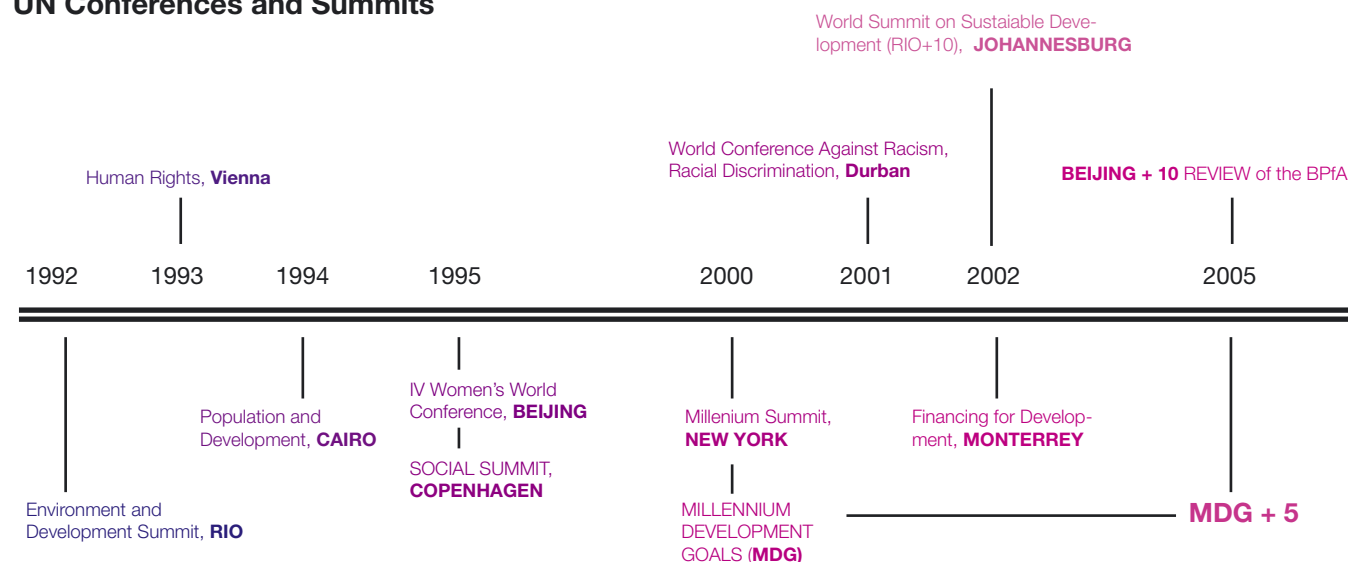 UN Conferences and Summits
World Summit on Sustaiable Deve-
lopment (RIO+10), JOHANNESBURG
World Conference Against Racism,
Racial Discrimination, Durban
Human Rights, Vienna
BEIJING + 10 REVIEW of the BPfA
1992 1993 1994 1995 2000 2001 2002 2005
IV Women's World
Conference, BEIJING
Population and
Development, CAIRO
Millenium Summit,
NEW YORK
Financing for Develop-
ment, MONTERREY
SOCIAL SUMMIT,
COPENHAGEN
Environment and
Development Summit, RIO
MILLENNIUM
DEVELOPMENT
GOALS (MDG)
MDG + 5